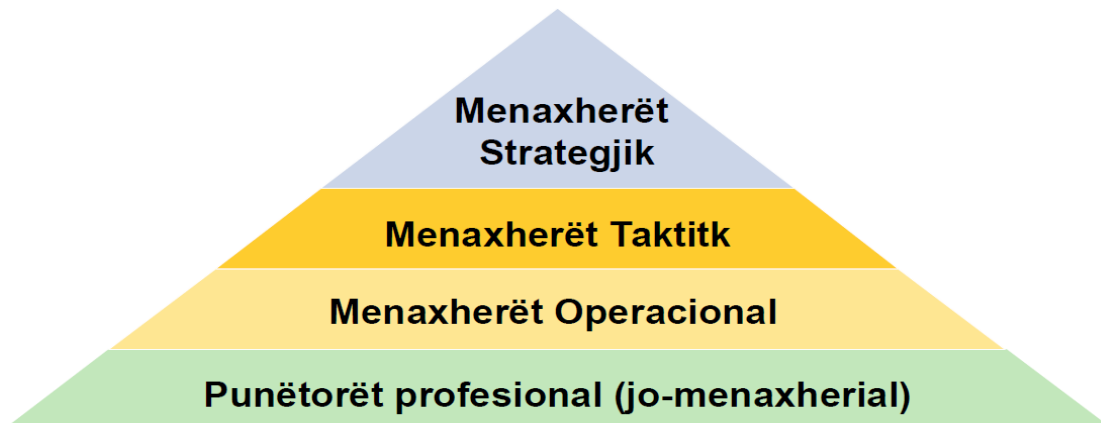 Menaxherët
Strategjik
Menaxherët Taktitk
Menaxherët Operacional
Punëtorët profesional (jo-menaxherial)